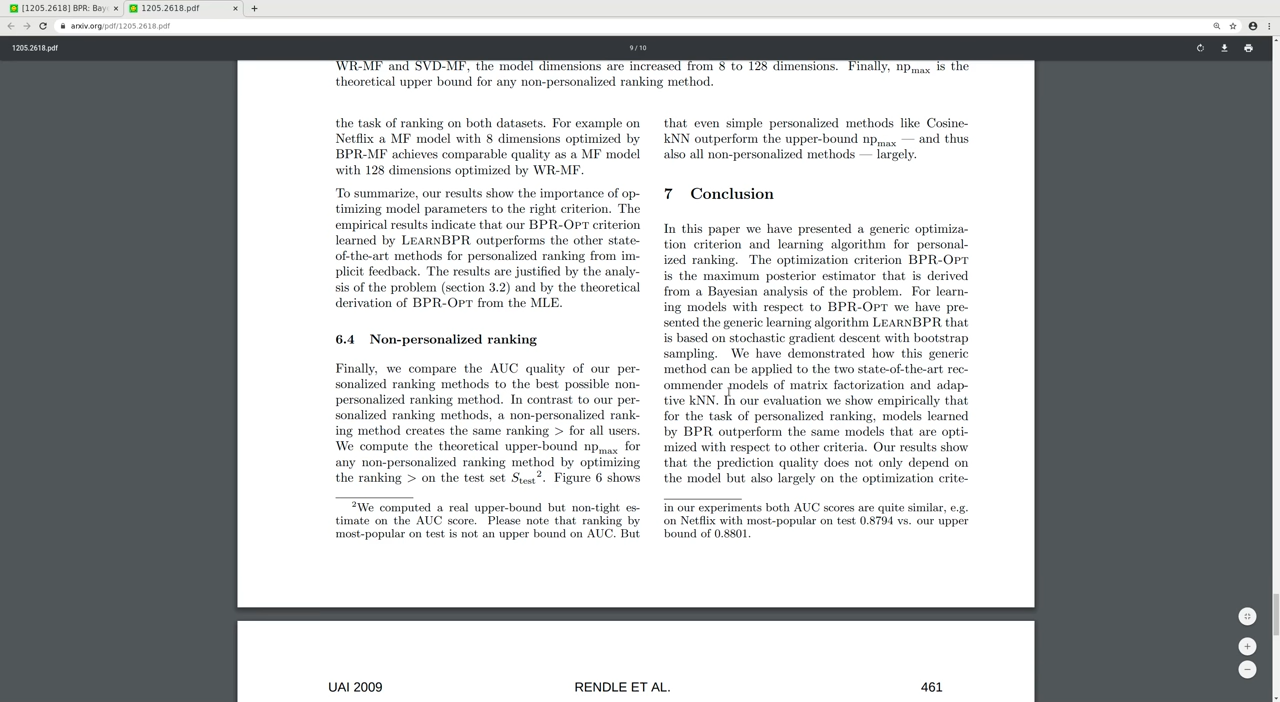 [1205.2618] BPR: Bay
1205.2618.pdf
arxiv.org/pdf/1205.2618.pdf
1205.2618.pdf
9 / 10
WR-MF and SVD-MF, the model dimensions are increased from 8 to 128 dimensions. Finally, npmax is the
theoretical upper bound for any non-personalized ranking method.
the task of ranking on both datasets. For example on
Netflix a MF model with 8 dimensions optimized by
BPR-MF achieves comparable quality as a MF model
with 128 dimensions optimized by WR-MF.
To summarize, our results show the importance of op-
timizing model parameters to the right criterion. The
empirical results indicate that our BPR-OPT criterion
learned by LEARNBPR outperforms the other state-
of-the-art methods for personalized ranking from im-
plicit feedback. The results are justified by the analy-
sis of the problem (section 3.2) and by the theoretical
derivation of BPR-OPT from the MLE.
6.4 Non-personalized ranking
Finally, we compare the AUC quality of our per-
sonalized ranking methods to the best possible non-
personalized ranking method. In contrast to our per-
sonalized ranking methods, a non-personalized rank-
ing method creates the same ranking > for all users.
We compute the theoretical upper-bound npmax for
any non-personalized ranking method by optimizing
the ranking > on the test set Stest². Figure 6 shows
²We computed a real upper-bound but non-tight es-
timate on the AUC score. Please note that ranking by
most-popular on test is not an upper bound on AUC. But
that even simple personalized methods like Cosine-
kNN outperform the upper-bound npmax — and thus
also all non-personalized methods — largely.
7 Conclusion
In this paper we have presented a generic optimiza-
tion criterion and learning algorithm for personal-
ized ranking. The optimization criterion BPR-OPT
is the maximum posterior estimator that is derived
from a Bayesian analysis of the problem. For learn-
ing models with respect to BPR-OPT we have pre-
sented the generic learning algorithm LEARNBPR that
is based on stochastic gradient descent with bootstrap
sampling. We have demonstrated how this generic
method can be applied to the two state-of-the-art rec-
ommender models of matrix factorization and adap-
tive kNN. In our evaluation we show empirically that
for the task of personalized ranking, models learned
by BPR outperform the same models that are opti-
mized with respect to other criteria. Our results show
that the prediction quality does not only depend on
the model but also largely on the optimization crite-
in our experiments both AUC scores are quite similar, e.g.
on Netflix with most-popular on test 0.8794 vs. our upper
bound of 0.8801.
UAI 2009
RENDLE ET AL.
461